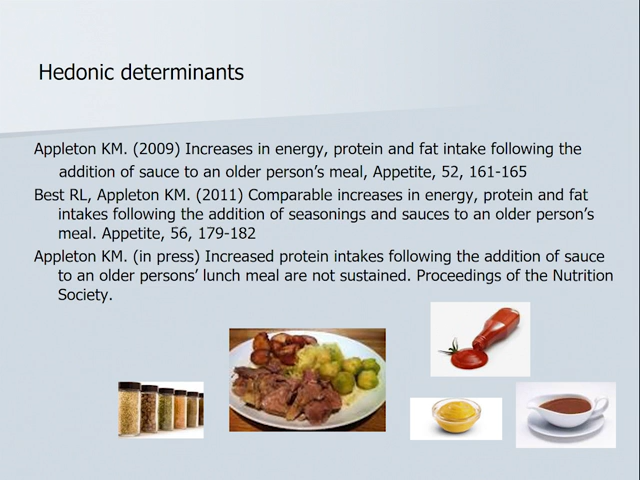 Hedonic determinants
Appleton KM. (2009) Increases in energy, protein and fat intake following the
addition of sauce to an older person’s meal, Appetite, 52, 161-165
Best RL, Appleton KM. (2011) Comparable increases in energy, protein and fat
intakes following the addition of seasonings and sauces to an older person’s
meal. Appetite, 56, 179-182
Appleton KM. (in press) Increased protein intakes following the addition of sauce
to an older persons’ lunch meal are not sustained. Proceedings of the Nutrition
Society.